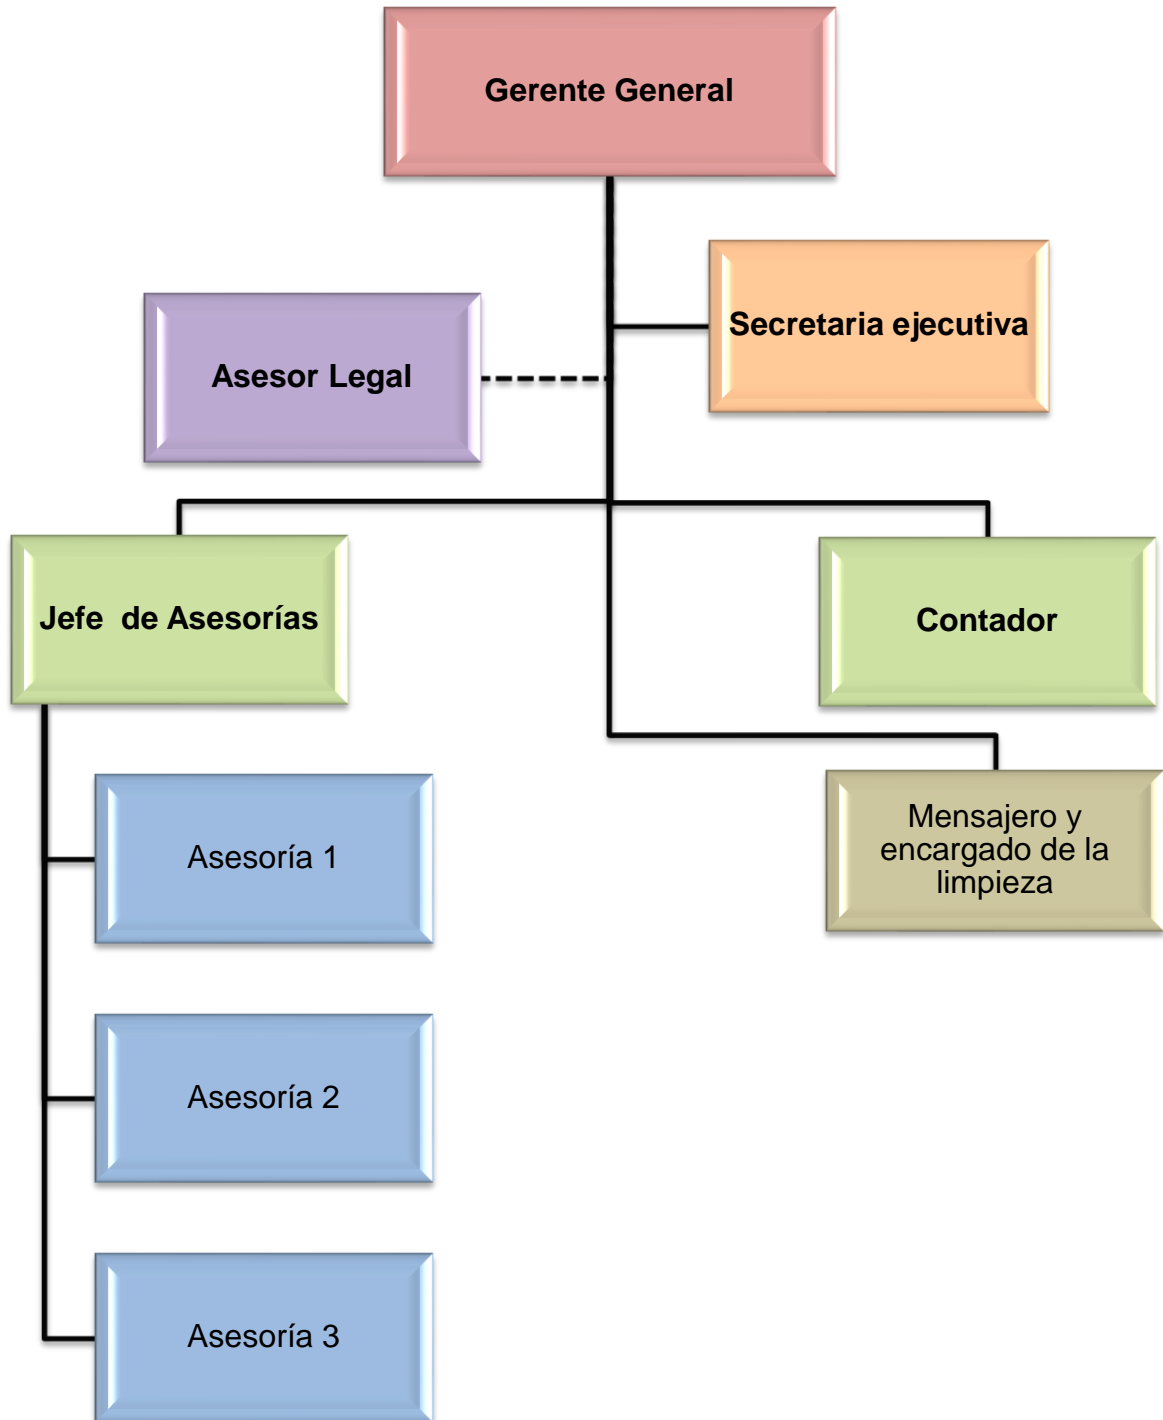 Gerente General
Secretaria ejecutiva
Asesor Legal
Jefe  de Asesorías
Contador
Mensajero y
encargado de la
limpieza
Asesoría 1
Asesoría 2
Asesoría 3